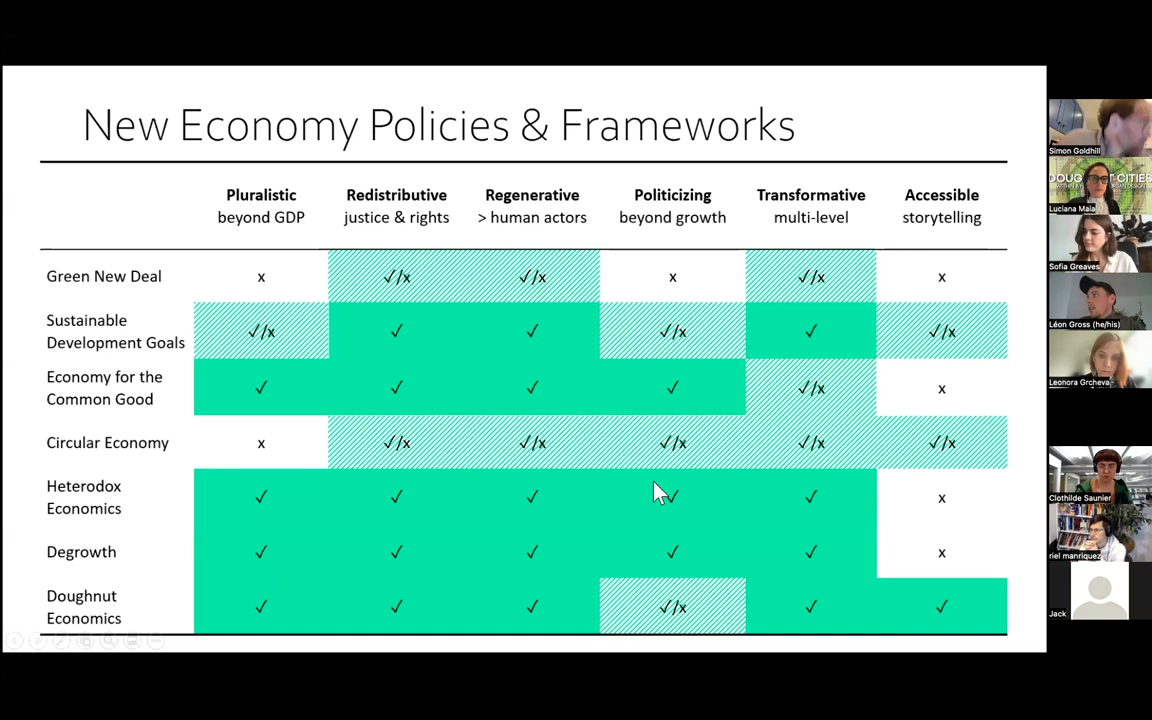 New Economy Policies & Frameworks
Pluralistic Redistributive Regenerative Politicizing Transformative Accessible
beyond GDP justice & rights > human actors beyond growth multi-level storytelling
Green New Deal x ✓/x ✓/x x ✓/x x
Sustainable
Development Goals ✓/x ✓ ✓ ✓/x ✓ ✓/x
Economy for the
Common Good ✓ ✓ ✓ ✓ ✓/x x
Circular Economy x ✓/x ✓/x ✓/x ✓/x ✓/x
Heterodox
Economics ✓ ✓ ✓ ✓ ✓ x
Degrowth ✓ ✓ ✓ ✓ ✓ x
Doughnut
Economics ✓ ✓ ✓ ✓/x ✓ ✓
Simon Goldhill
CITIES
Luciana Maia
Sofia Greaves
Léon Gross (he/his)
Leonora Grcheva
Clothilde Saunier
riel manriquez
Jack